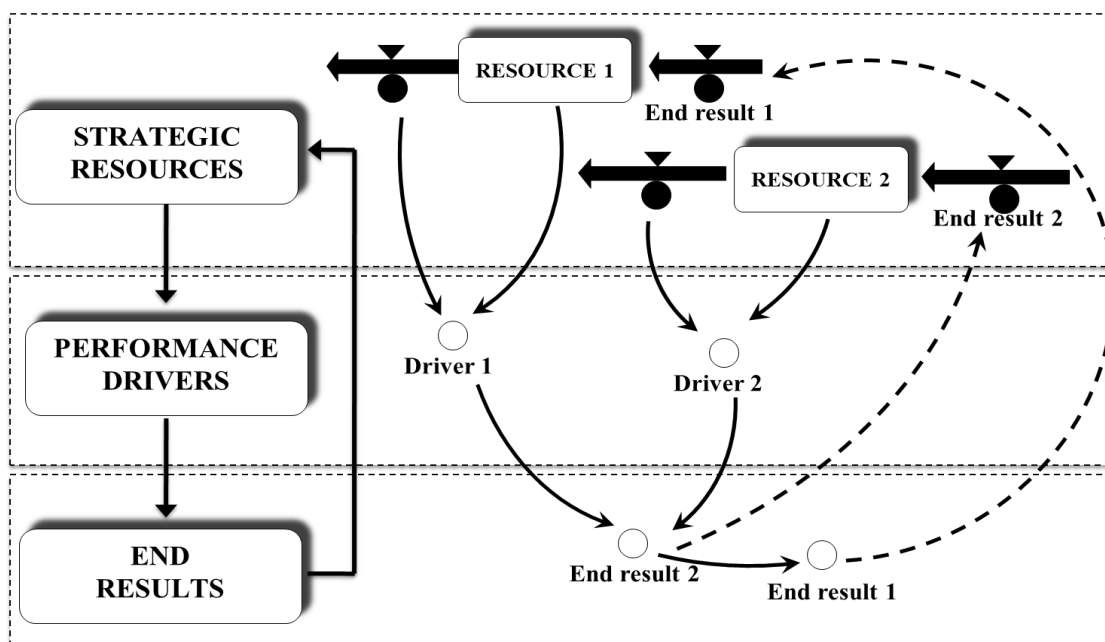 RESOURCE 1
End result 1
STRATEGIC
RESOURCES
RESOURCE 2
End result 2
PERFORMANCE
DRIVERS
Driver 1
Driver 2
END
RESULTS
End result 2
End result 1